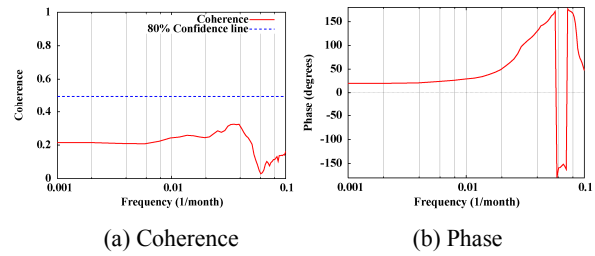 1
0.8
0.6
0.4
0.2
0
Coherence
Coherence
80% Confidence line
0.001
0.01
0.1
Frequency (1/month)
(a) Coherence
150
100
50
0
-50
-100
-150
Phase (degrees)
0.001
0.01
0.1
Frequency (1/month)
(b) Phase